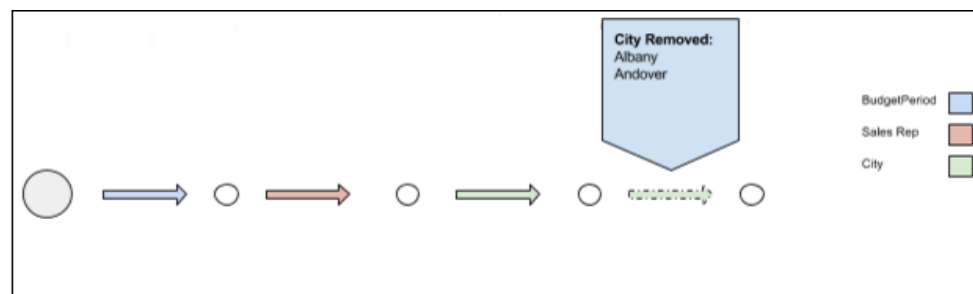 City Removed:
Albany
Andover
BudgetPeriod
Sales Rep
City